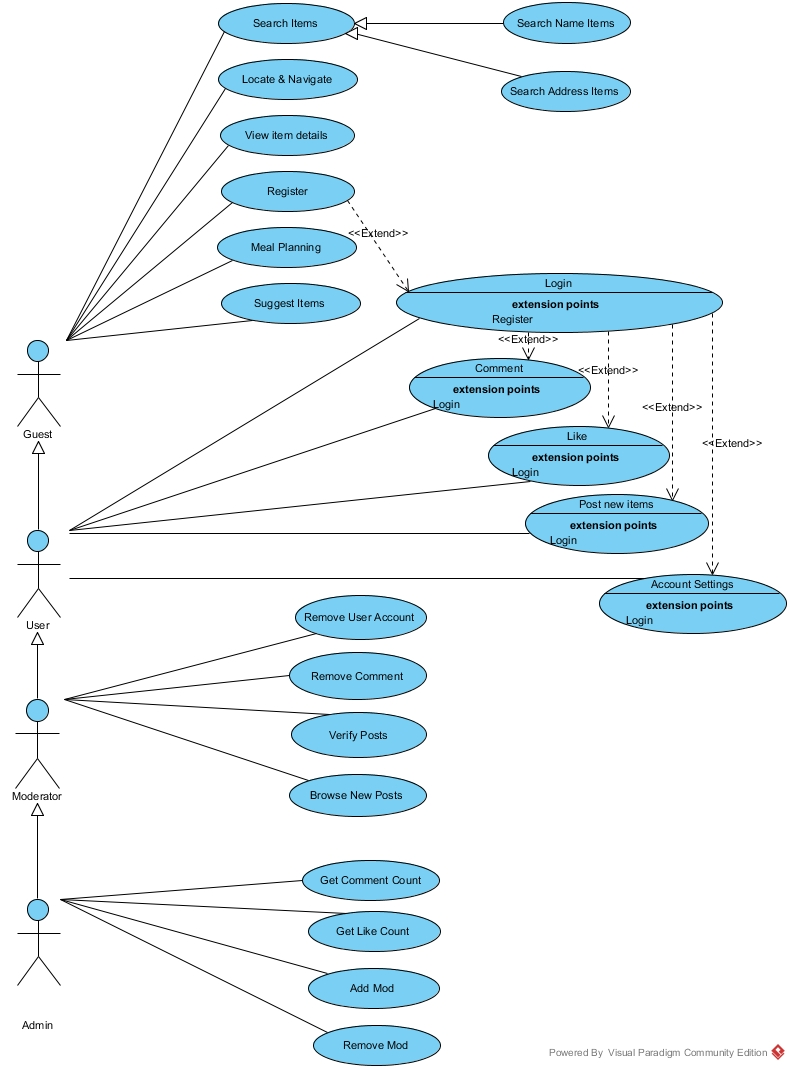 Search Items
Search Name Items
Locate & Navigate
Search Address Items
View item details
Register
<<Extend>>
Meal Planning
Login
extension points
Register
Suggest Items
<<Extend>>
Comment
extension points
Login
<<Extend>>
<<Extend>>
Guest
Like
extension points
Login
<<Extend>>
Post new items
extension points
Login
Account Settings
extension points
Login
User
Remove User Account
Remove Comment
Verify Posts
Browse New Posts
Moderator
Get Comment Count
Get Like Count
Add Mod
Admin
Remove Mod
Powered By Visual Paradigm Community Edition